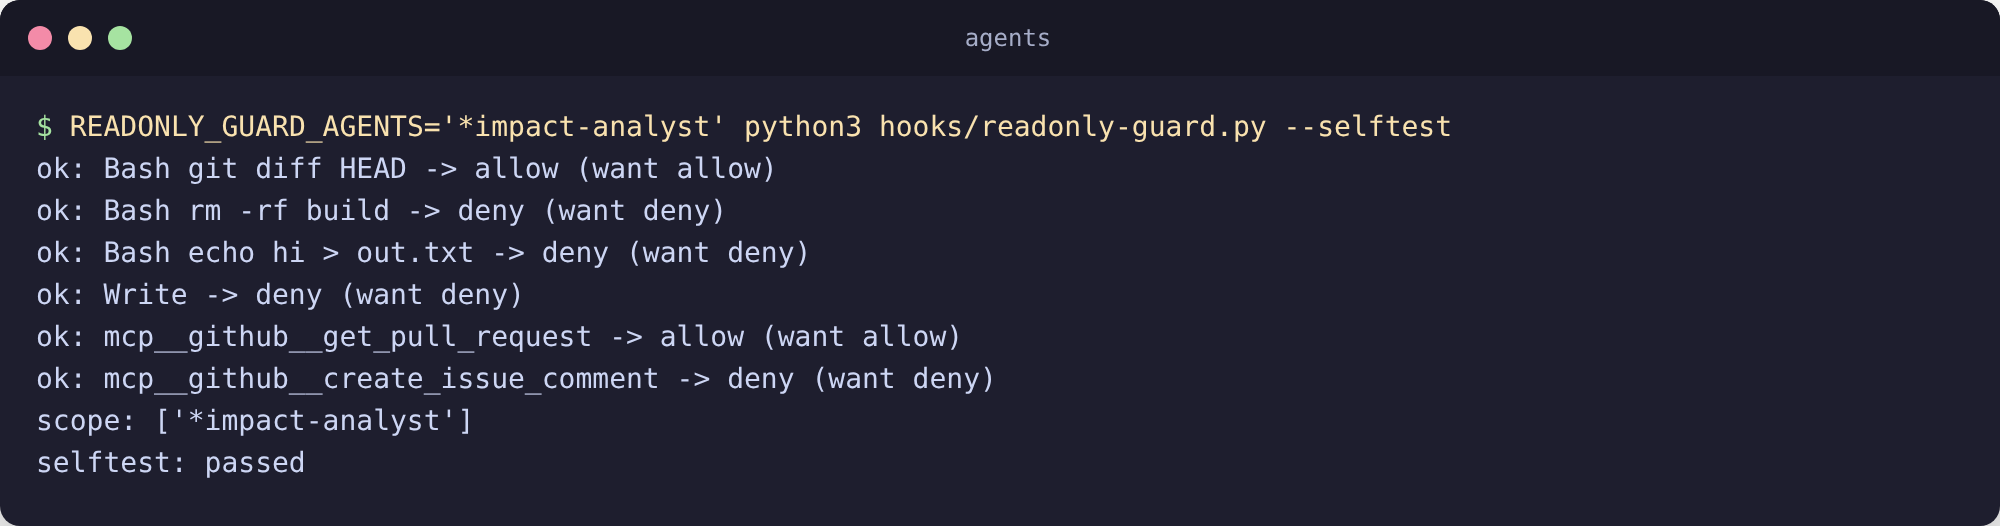 agents
$ READONLY_GUARD_AGENTS='*impact-analyst' python3 hooks/readonly-guard.py --selftest
ok: Bash git diff HEAD -> allow (want allow)
ok: Bash rm -rf build -> deny (want deny)
ok: Bash echo hi > out.txt -> deny (want deny)
ok: Write -> deny (want deny)
ok: mcp__github__get_pull_request -> allow (want allow)
ok: mcp__github__create_issue_comment -> deny (want deny)
scope: ['*impact-analyst']
selftest: passed